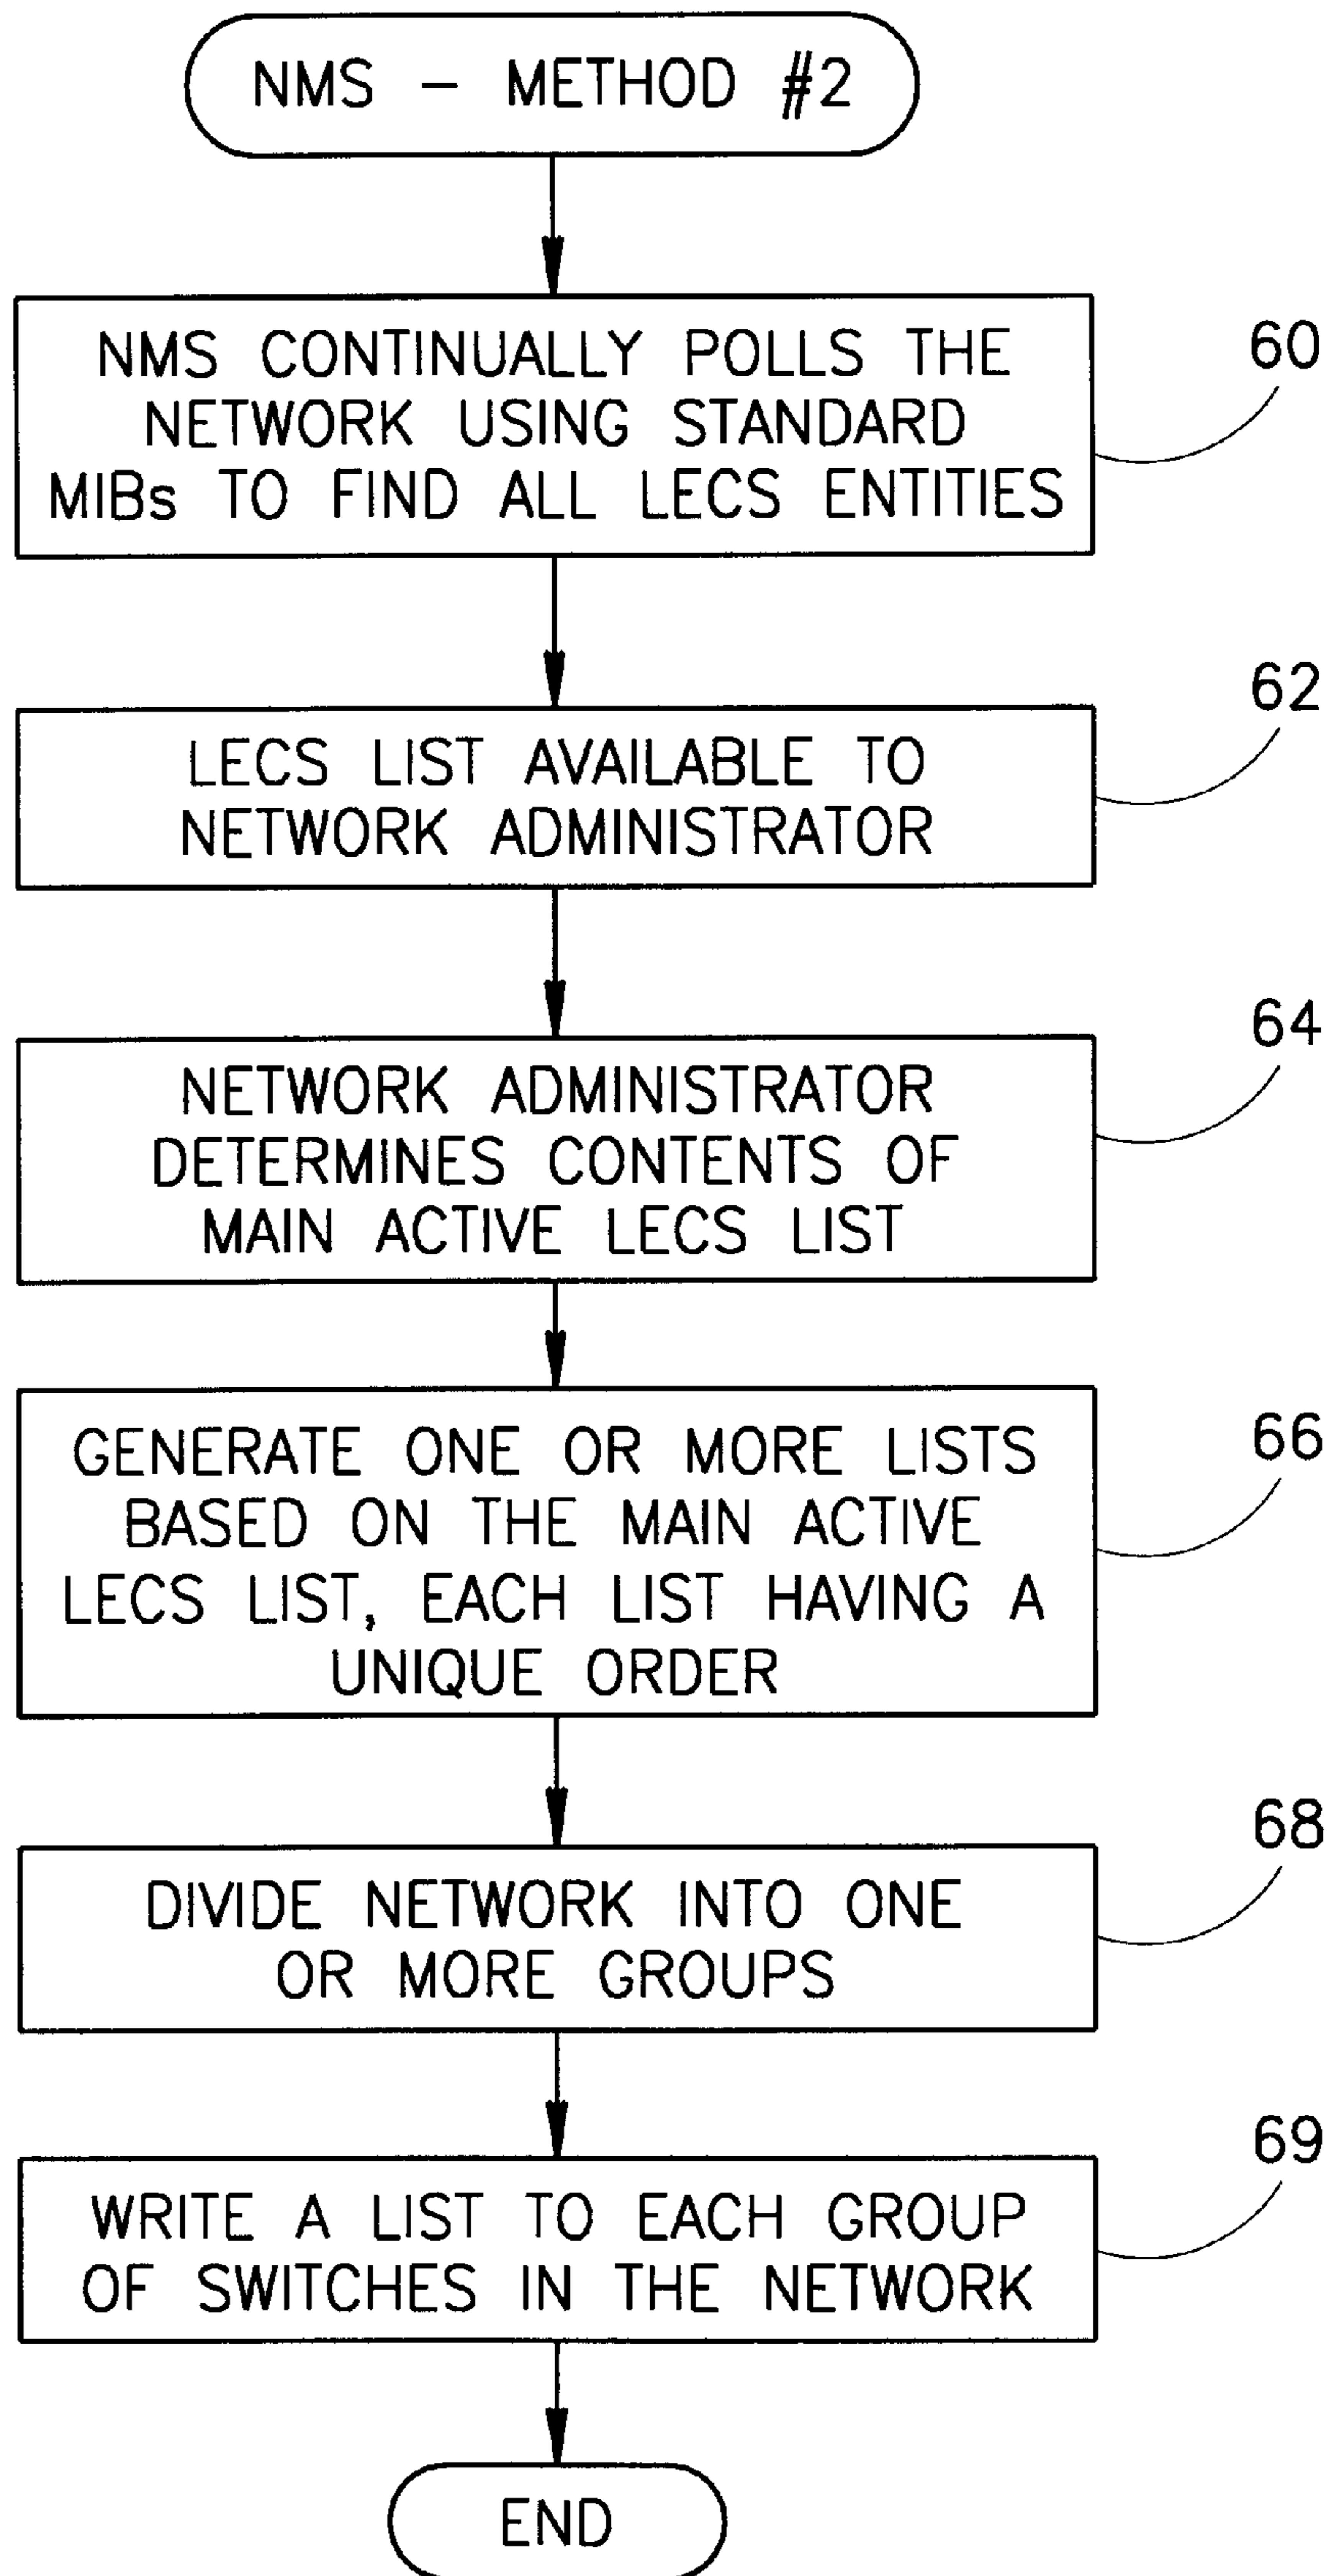 NMS - METHOD #2
NMS CONTINUALLY POLLS THE
NETWORK USING STANDARD
MIBs TO FIND ALL LECS ENTITIES
60
LECS LIST AVAILABLE TO
NETWORK ADMINISTRATOR
62
NETWORK ADMINISTRATOR
DETERMINES CONTENTS OF
MAIN ACTIVE LECS LIST
64
GENERATE ONE OR MORE LISTS
BASED ON THE MAIN ACTIVE
LECS LIST, EACH LIST HAVING A
UNIQUE ORDER
66
DIVIDE NETWORK INTO ONE
OR MORE GROUPS
68
WRITE A LIST TO EACH GROUP
OF SWITCHES IN THE NETWORK
69
END